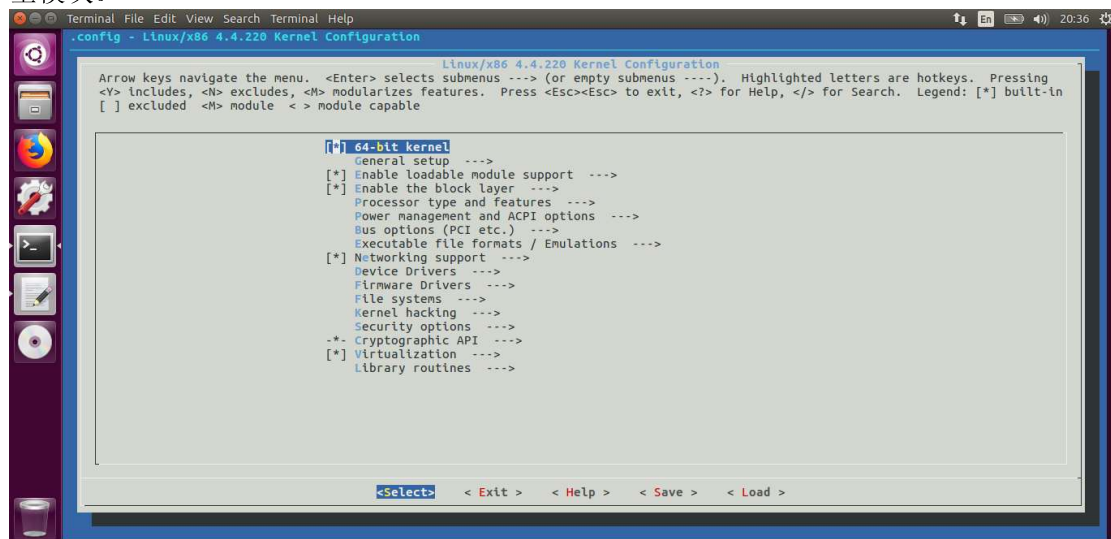 Terminal File Edit View Search Terminal Help En 20:36
.config - Linux/x86 4.4.220 Kernel Configuration
Linux/x86 4.4.220 Kernel Configuration
Arrow keys navigate the menu. <Enter> selects submenus ---> (or empty submenus ----). Highlighted letters are hotkeys. Pressing
<Y> includes, <N> excludes, <M> modularizes features. Press <Esc><Esc> to exit, <?> for Help, </> for Search. Legend: [*] built-in
[ ] excluded <M> module < > module capable
[*] 64-bit kernel
General setup --->
[*] Enable loadable module support --->
[*] Enable the block layer --->
Processor type and features --->
Power management and ACPI options --->
Bus options (PCI etc.) --->
Executable file formats / Emulations --->
[*] Networking support --->
Device Drivers --->
Firmware Drivers --->
File systems --->
Kernel hacking --->
Security options --->
-*- Cryptographic API --->
[*] Virtualization --->
Library routines --->
<Select> < Exit > < Help > < Save > < Load >